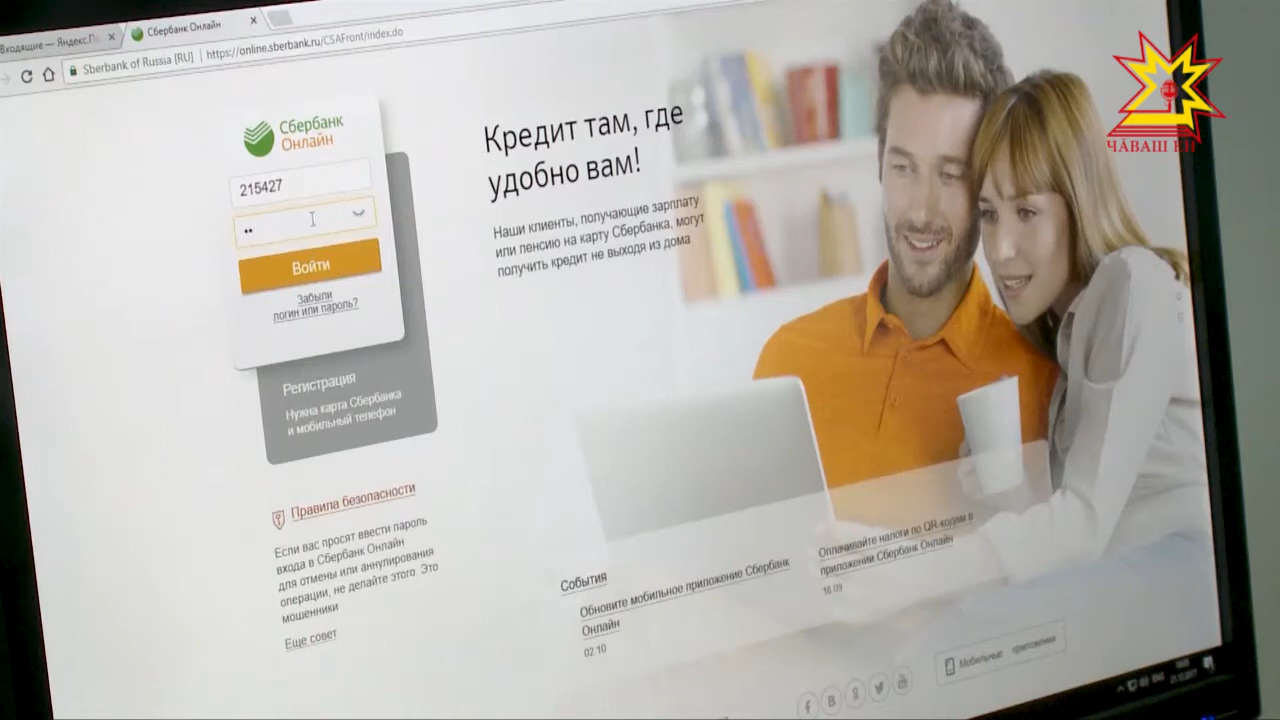 Входящие — Яндекс.По
Сбербанк Онлайн
Sberbank of Russia [RU] | https://online.sberbank.ru/CSAFront/index.do
ЧӐВАШ ЕН
Сбербанк
Онлайн
215427
Войти
Забыли
логин или пароль?
Регистрация
Нужна карта Сбербанка
и мобильный телефон
Кредит там, где
удобно вам!
Наши клиенты, получающие зарплату
или пенсию на карту Сбербанка, могут
получить кредит не выходя из дома
Правила безопасности
Если вас просят ввести пароль
входа в Сбербанк Онлайн
для отмены или аннулирования
операции, не делайте этого. Это
мошенники
Еще совет
События
Обновите мобильное приложение Сбербанк
Онлайн
02.10
Оплачивайте налоги по QR-кодам в
приложении Сбербанк Онлайн
18.09
Мобильные приложения
ENG